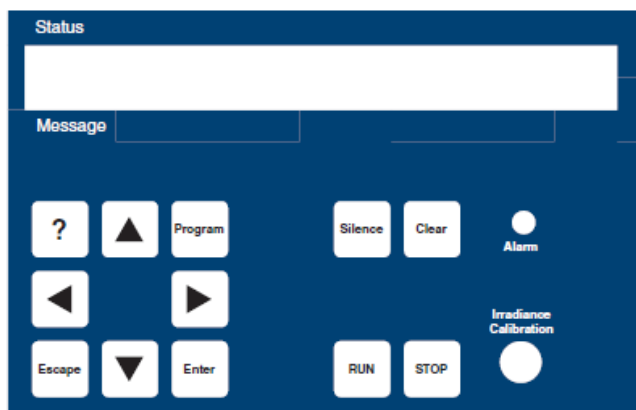 Status
Message
? Program Silence Clear
Alarm
Irradiance
Calibration
Escape Enter RUN STOP